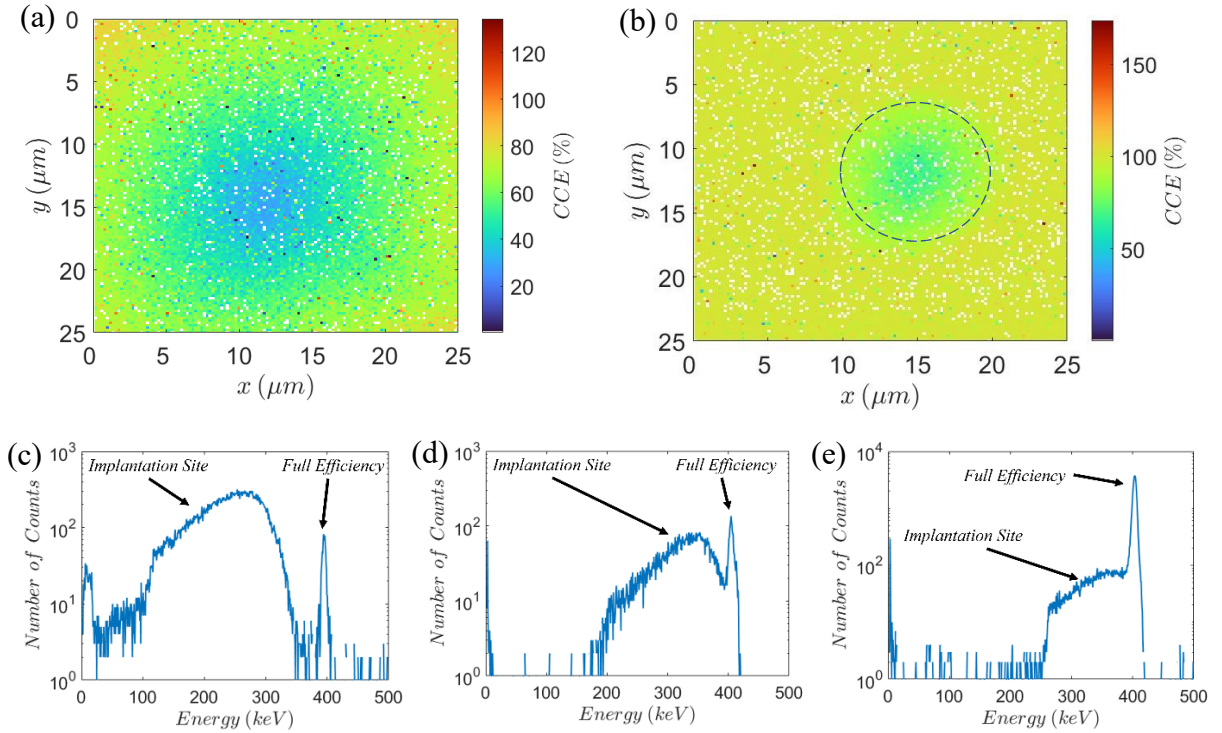 (a)
0
5
10
15
20
25
y (μm)
0 5 10 15 20 25
x (μm)
120
100
80
60
40
20
CCE (%)
(b)
0
5
10
15
20
25
y (μm)
0 5 10 15 20 25
x (μm)
150
100
50
CCE (%)
(c)
10³
10²
10¹
10⁰
Number of Counts
Implantation Site
Full Efficiency
0 100 200 300 400 500
Energy (keV)
(d)
10³
10²
10¹
10⁰
Number of Counts
Implantation Site
Full Efficiency
0 100 200 300 400 500
Energy (keV)
(e)
10⁴
10²
10⁰
Number of Counts
Full Efficiency
Implantation Site
0 100 200 300 400 500
Energy (keV)